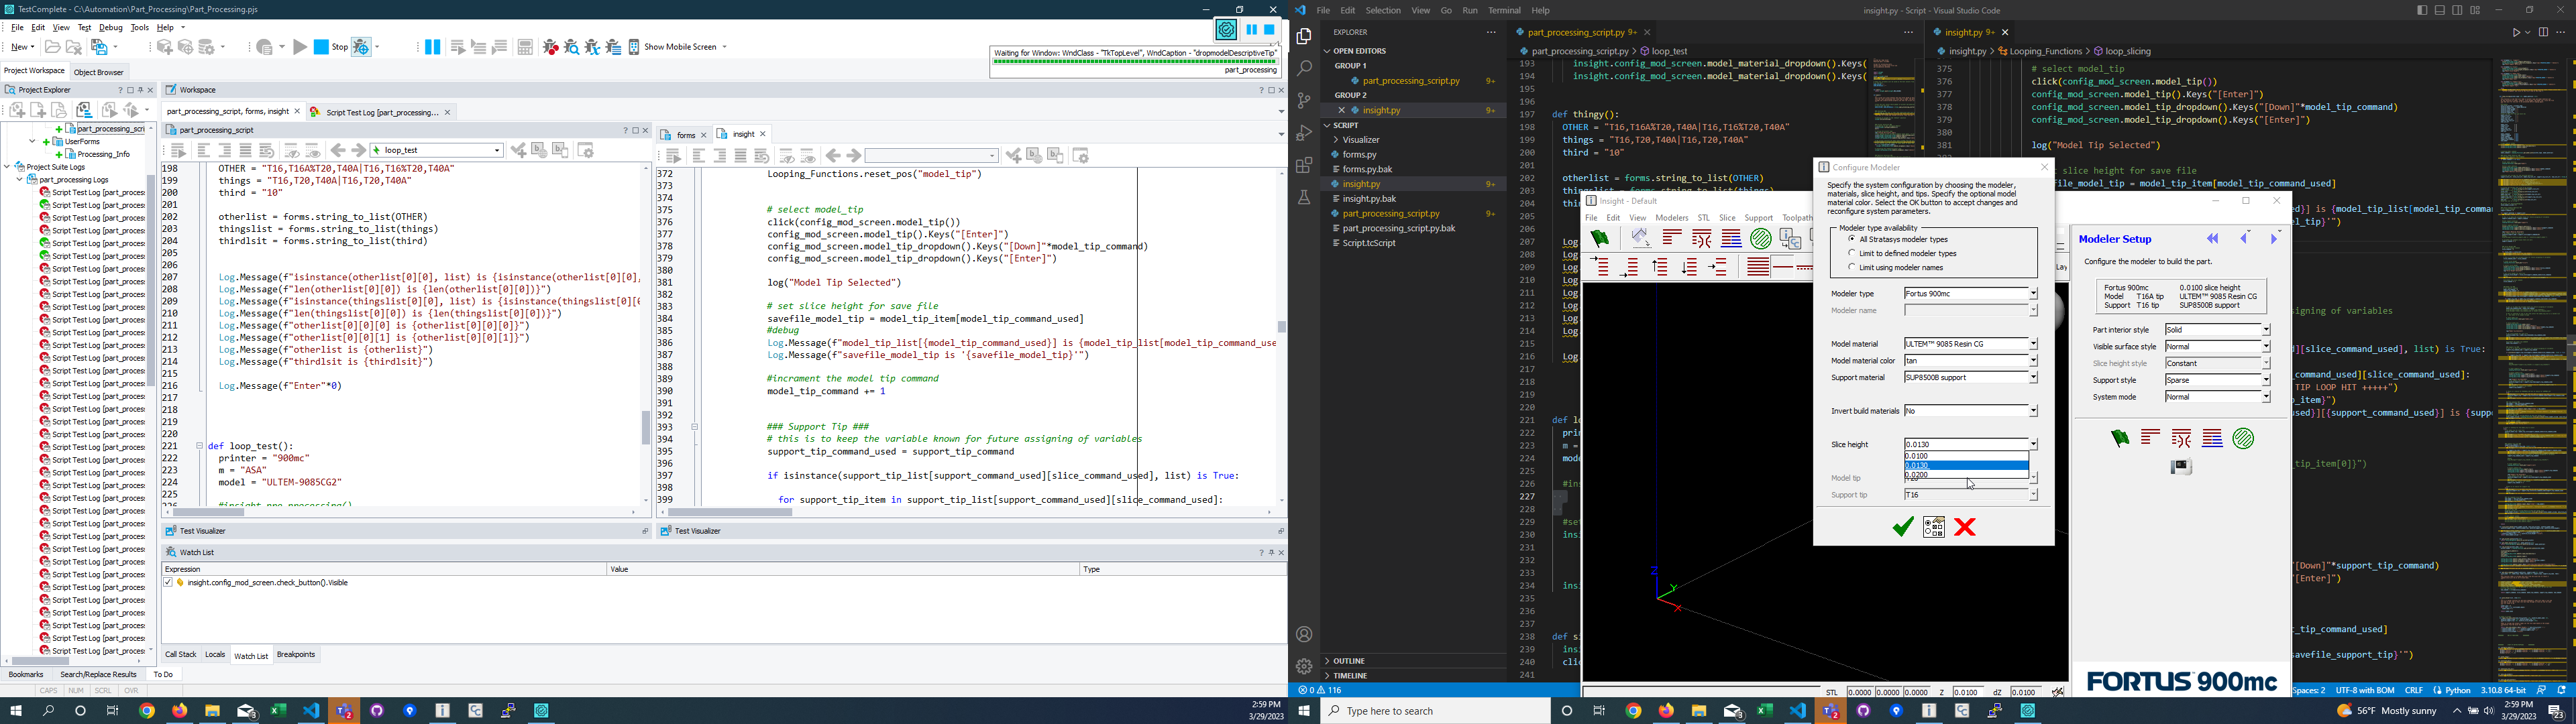 TestComplete - C:\Automation\Part_Processing\Part_Processing.pjs
File Edit View Test Debug Tools Help
New Stop Show Mobile Screen
Waiting for Window: WndClass - "TkTopLevel", WndCaption - "dropmodelDescriptiveTip"
part_processing
Project Workspace Object Browser
Project Explorer
part_processing_scri
UserForms
Processing_Info
Project Suite Logs
part_processing Logs
Script Test Log [part_process
Workspace
part_processing_script, forms, insight
Script Test Log [part_processing...
part_processing_script
loop_test
198 OTHER = "T16,T16A%T20,T40A|T16,T16%T20,T40A"
199 things = "T16,T20,T40A|T16,T20,T40A"
200 third = "10"
201
202 otherlist = forms.string_to_list(OTHER)
203 thingslist = forms.string_to_list(things)
204 thirdlsit = forms.string_to_list(third)
205
206
207 Log.Message(f"isinstance(otherlist[0][0], list) is {isinstance(otherlist[0][0],
208 Log.Message(f"len(otherlist[0]) is {len(otherlist[0])}")
209 Log.Message(f"isinstance(thingslist[0][0], list) is {isinstance(thingslist[0][0
210 Log.Message(f"len(thingslist[0][0]) is {len(thingslist[0][0])}")
211 Log.Message(f"otherlist[0][0][0] is {otherlist[0][0][0]}")
212 Log.Message(f"otherlist[0][0][1] is {otherlist[0][0][1]}")
213 Log.Message(f"otherlist is {otherlist}")
214 Log.Message(f"thirdlsit is {thirdlsit}")
215
216 Log.Message(f"Enter"*0)
217
218
219
220
221 def loop_test():
222 printer = "900mc"
223 m = "ASA"
224 model = "ULTEM-9085CG2"
225
forms insight
372 Looping_Functions.reset_pos("model_tip")
373
374
375 # select model_tip
376 click(config_mod_screen.model_tip())
377 config_mod_screen.model_tip().Keys("[Enter]")
378 config_mod_screen.model_tip_dropdown().Keys("[Down]"*model_tip_command)
379 config_mod_screen.model_tip_dropdown().Keys("[Enter]")
380
381 log("Model Tip Selected")
382
383 # set slice height for save file
384 savefile_model_tip = model_tip_item[model_tip_command_used]
385 #debug
386 Log.Message(f"model_tip_list[{model_tip_command_used}] is {model_tip_list[model_tip_command_use
387 Log.Message(f"savefile_model_tip is '{savefile_model_tip}'")
388
389 #incrament the model tip command
390 model_tip_command += 1
391
392
393 ### Support Tip ###
394 # this is to keep the variable known for future assigning of variables
395 support_tip_command_used = support_tip_command
396
397 if isinstance(support_tip_list[support_command_used][slice_command_used], list) is True:
398
399 for support_tip_item in support_tip_list[support_command_used][slice_command_used]:
Test Visualizer
Test Visualizer
Watch List
Expression Value Type
insight.config_mod_screen.check_button().Visible
Call Stack Locals Watch List Breakpoints
Bookmarks Search/Replace Results To Do
CAPS NUM SCRL OVR
2:59 PM
3/29/2023
File Edit Selection View Go Run Terminal Help
insight.py - Script - Visual Studio Code
EXPLORER
OPEN EDITORS
GROUP 1
part_processing_script.py 9+
GROUP 2
insight.py 9+
SCRIPT
Visualizer
forms.py
forms.py.bak
insight.py 9+
insight.py.bak
part_processing_script.py 9+
part_processing_script.py.bak
Script.tcScript
OUTLINE
TIMELINE
part_processing_script.py 9+
part_processing_script.py > loop_test
193 insight.config_mod_screen.model_material_dropdown().Keys(
194 insight.config_mod_screen.model_material_dropdown().Keys(
197 def thingy():
198 OTHER = "T16,T16A%T20,T40A|T16,T16%T20,T40A"
199 things = "T16,T20,T40A|T16,T20,T40A"
200 third = "10"
202 otherlist = forms.string_to_list(OTHER)
insight.py 9+
insight.py > Looping_Functions > loop_slicing
375 # select model_tip
376 click(config_mod_screen.model_tip())
377 config_mod_screen.model_tip().Keys("[Enter]")
378 config_mod_screen.model_tip_dropdown().Keys("[Down]"*model_tip_command)
379 config_mod_screen.model_tip_dropdown().Keys("[Enter]")
380
381 log("Model Tip Selected")
Insight - Default
File Edit View Modelers STL Slice Support Toolpath
Configure Modeler
Specify the system configuration by choosing the modeler,
materials, slice height, and tips. Specify the optional model
material color. Select the OK button to accept changes and
reconfigure system parameters.
Modeler type availability
All Stratasys modeler types
Limit to defined modeler types
Limit using modeler names
Modeler type Fortus 900mc
Modeler name
Model material ULTEM™ 9085 Resin CG
Model material color tan
Support material SUP8500B support
Invert build materials No
Slice height 0.0130
0.0100
0.0130
0.0200
Model tip
Support tip T16
Modeler Setup
Configure the modeler to build the part.
Fortus 900mc 0.0100 slice height
Model T16A tip ULTEM™ 9085 Resin CG
Support T16 tip SUP8500B support
Part interior style Solid
Visible surface style Normal
Slice height style Constant
Support style Sparse
System mode Normal
FORTUS 900mc
STL 0.0000 0.0000 0.0000 Z 0.0100 dZ 0.0100
0 116
Spaces: 2 UTF-8 with BOM CRLF Python 3.10.8 64-bit
Type here to search
56°F Mostly sunny
2:59 PM
3/29/2023